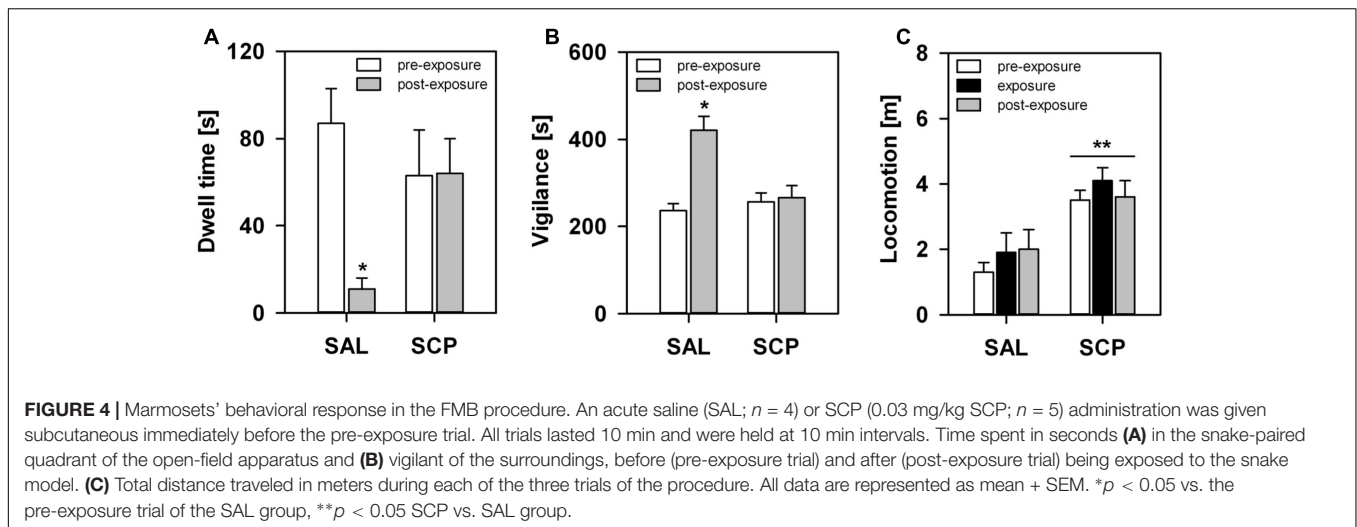 A
B
C
120
80
40
0
Dwell time [s]
pre-exposure
post-exposure
*
SAL
SCP
600
400
200
0
Vigilance [s]
pre-exposure
post-exposure
*
SAL
SCP
8
6
4
2
0
Locomotion [m]
pre-exposure
exposure
post-exposure
**
SAL
SCP
FIGURE 4 | Marmosets' behavioral response in the FMB procedure. An acute saline (SAL; n = 4) or SCP (0.03 mg/kg SCP; n = 5) administration was given
subcutaneous immediately before the pre-exposure trial. All trials lasted 10 min and were held at 10 min intervals. Time spent in seconds (A) in the snake-paired
quadrant of the open-field apparatus and (B) vigilant of the surroundings, before (pre-exposure trial) and after (post-exposure trial) being exposed to the snake
model. (C) Total distance traveled in meters during each of the three trials of the procedure. All data are represented as mean + SEM. *p < 0.05 vs. the
pre-exposure trial of the SAL group, **p < 0.05 SCP vs. SAL group.